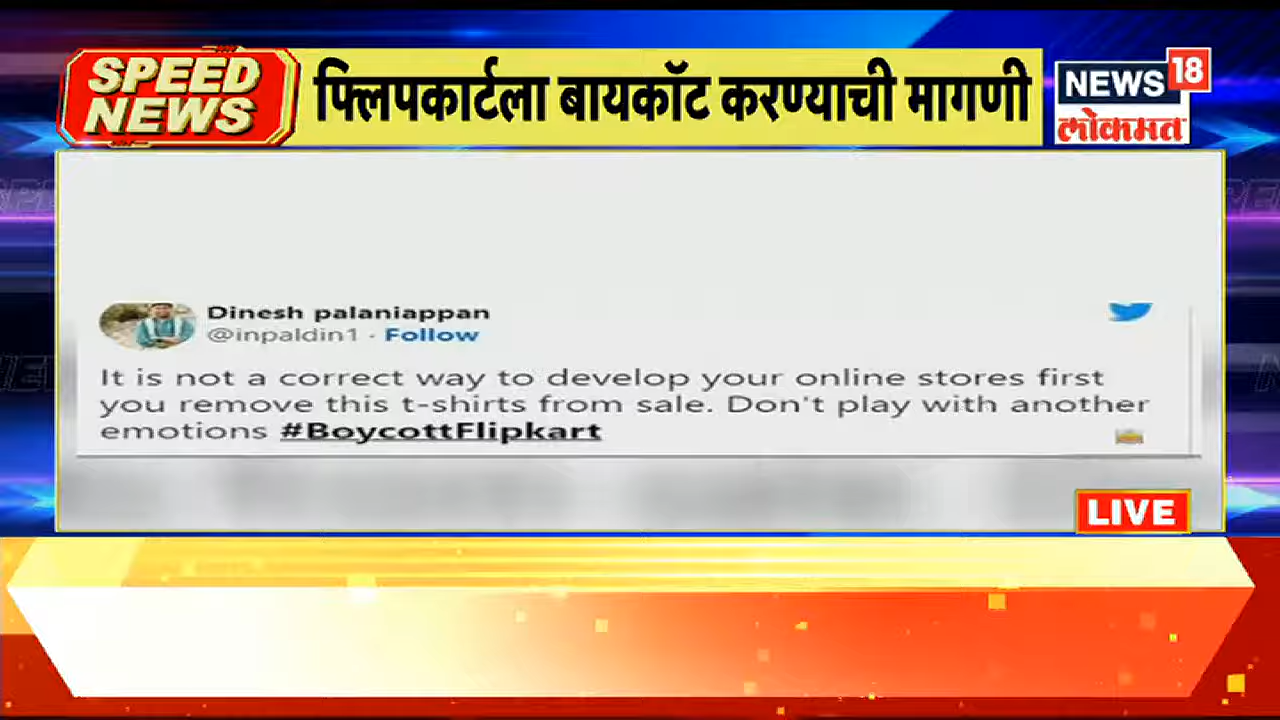 SPEED
NEWS
फ्लिपकार्टला बायकॉट करण्याची मागणी
NEWS 18
लोकमत
Dinesh palaniappan
@inpaldin1 · Follow
It is not a correct way to develop your online stores first
you remove this t-shirts from sale. Don't play with another
emotions #BoycottFlipkart
LIVE